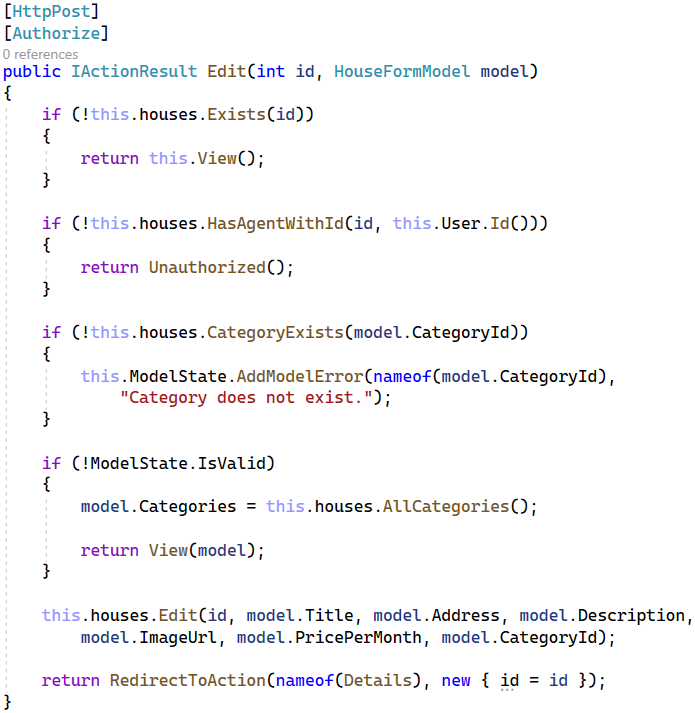 [HttpPost]
[Authorize]
0 references
public IActionResult Edit(int id, HouseFormModel model)
{
    if (!this.houses.Exists(id))
    {
        return this.View();
    }

    if (!this.houses.HasAgentWithId(id, this.User.Id()))
    {
        return Unauthorized();
    }

    if (!this.houses.CategoryExists(model.CategoryId))
    {
        this.ModelState.AddModelError(nameof(model.CategoryId),
            "Category does not exist.");
    }

    if (!ModelState.IsValid)
    {
        model.Categories = this.houses.AllCategories();

        return View(model);
    }

    this.houses.Edit(id, model.Title, model.Address, model.Description,
        model.ImageUrl, model.PricePerMonth, model.CategoryId);

    return RedirectToAction(nameof(Details), new { id = id });
}